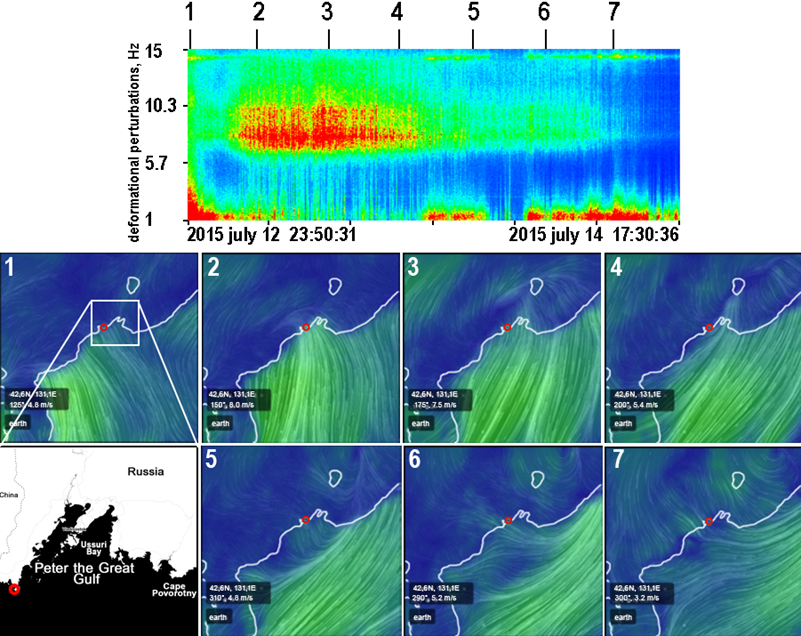 1 2 3 4 5 6 7
deformational perturbations, Hz
15
10.3
5.7
1
2015 july 12 23:50:31
2015 july 14 17:30:36
1
42,6N, 131,1E
125°, 4.8 m/s
earth
2
42,6N, 131,1E
150°, 8.0 m/s
earth
3
42,6N, 131,1E
175°, 7.5 m/s
earth
4
42,6N, 131,1E
200°, 5.4 m/s
earth
China
Russia
Ussuri
Bay
Peter the Great
Gulf
Cape
Povorotny
5
42,6N, 131,1E
310°, 4.8 m/s
earth
6
42,6N, 131,1E
290°, 5.2 m/s
earth
7
42,6N, 131,1E
300°, 3.2 m/s
earth